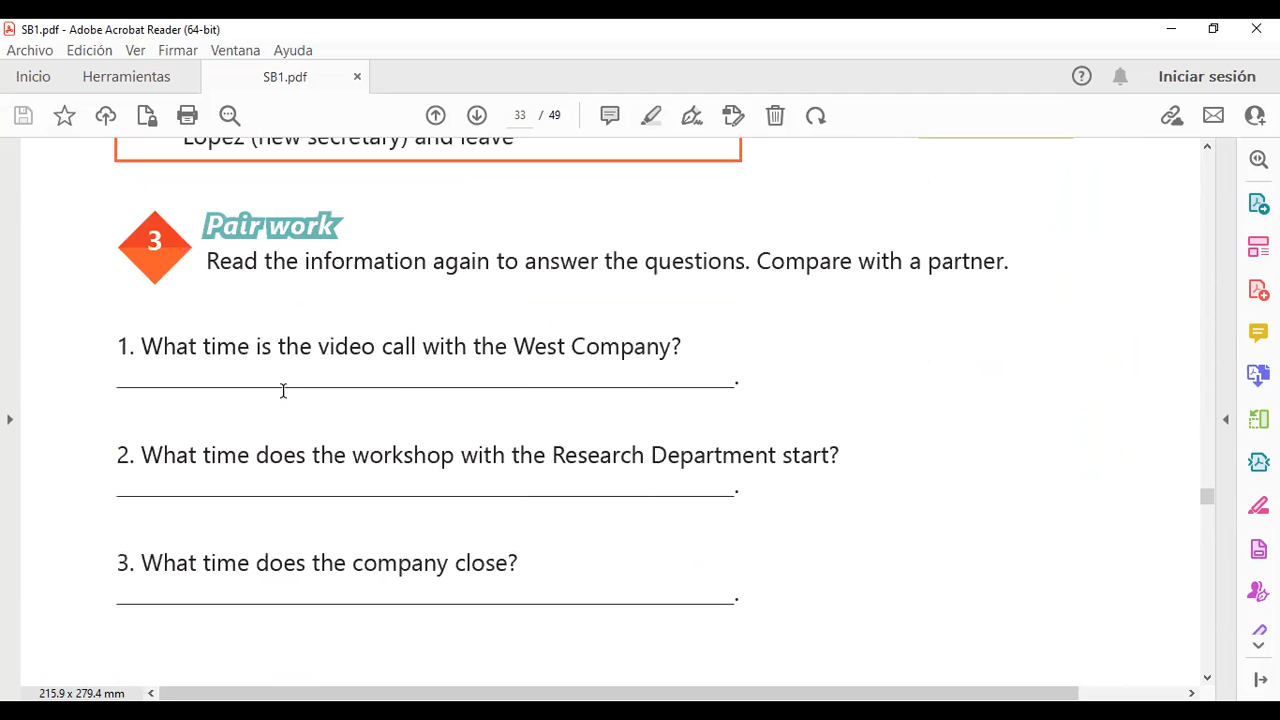 SB1.pdf - Adobe Acrobat Reader (64-bit)
Archivo Edición Ver Firmar Ventana Ayuda
Inicio Herramientas SB1.pdf × Iniciar sesión
33 / 49
Lopez (new secretary) and leave
3 Pair work
Read the information again to answer the questions. Compare with a partner.
1. What time is the video call with the West Company?
.
2. What time does the workshop with the Research Department start?
.
3. What time does the company close?
.
215.9 x 279.4 mm